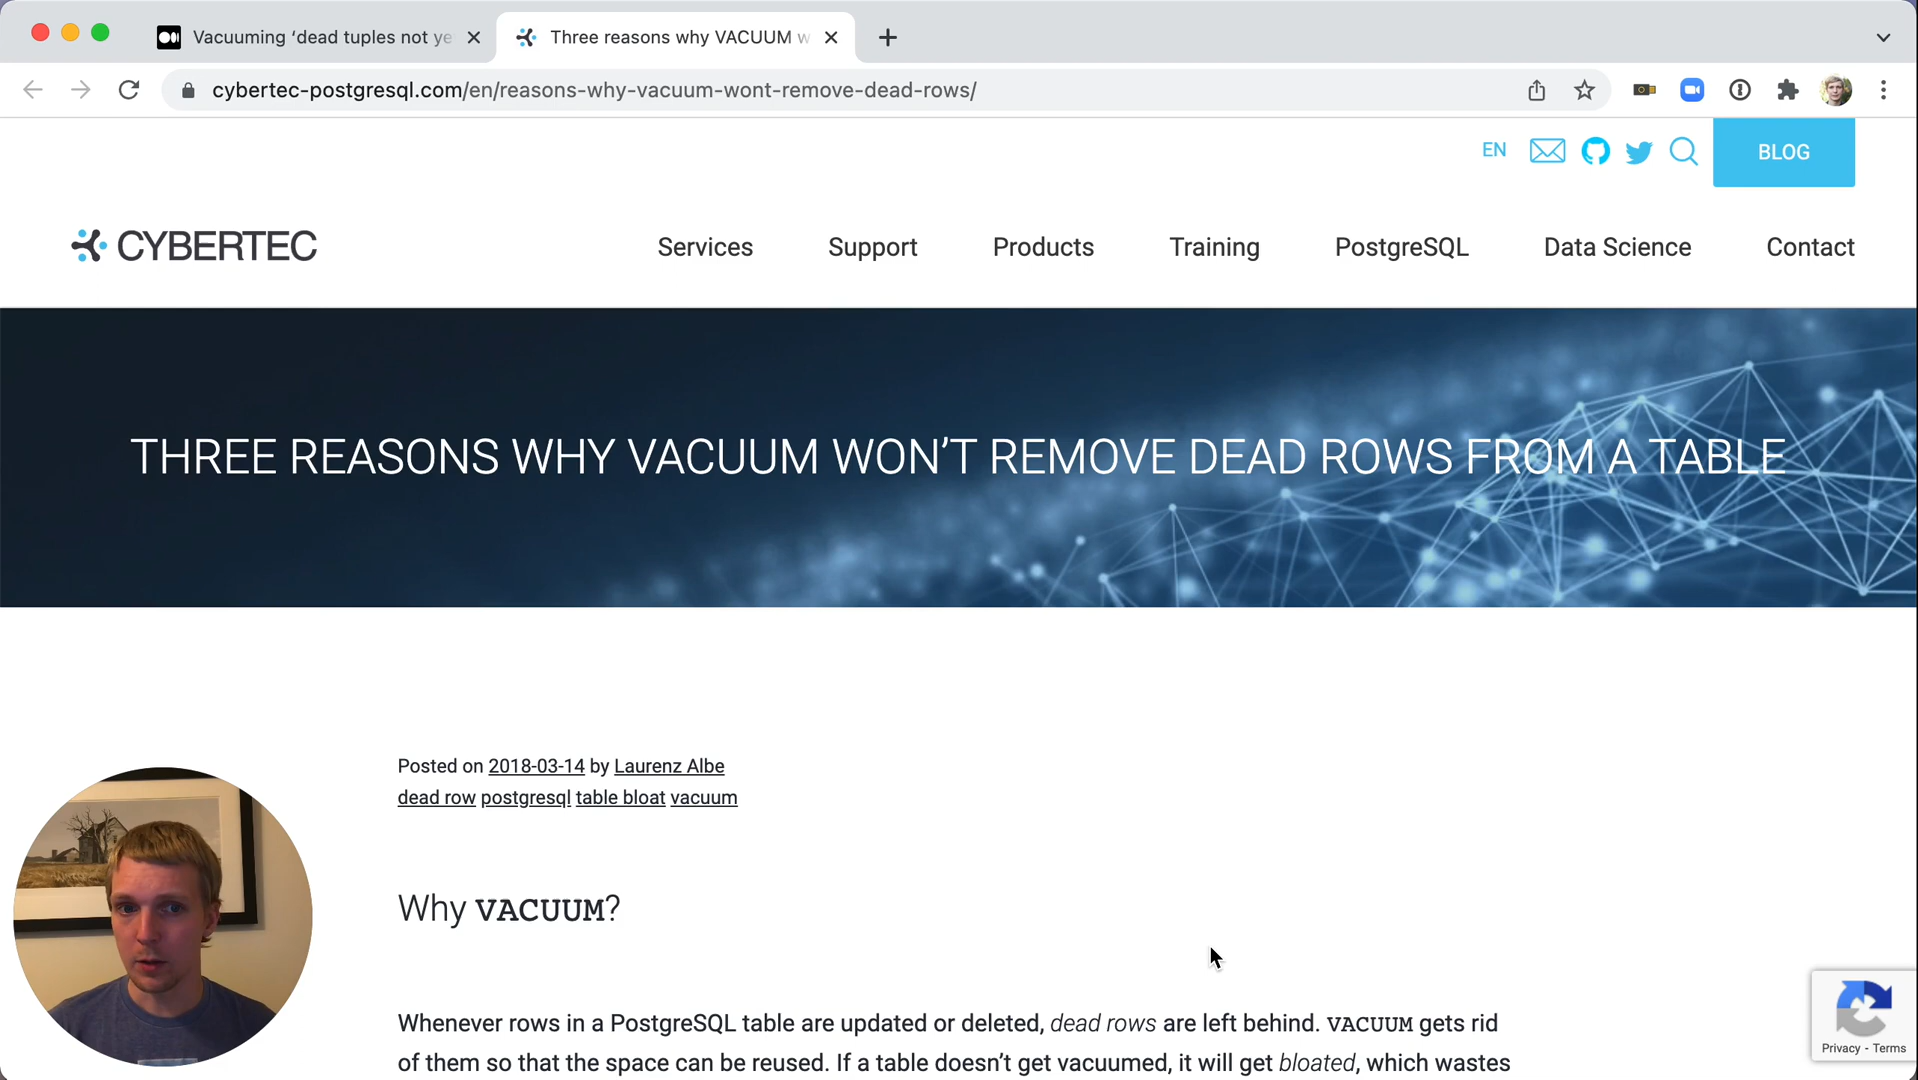 Vacuuming ‘dead tuples not ye
Three reasons why VACUUM w
cybertec-postgresql.com/en/reasons-why-vacuum-wont-remove-dead-rows/
EN
BLOG
CYBERTEC
Services
Support
Products
Training
PostgreSQL
Data Science
Contact
THREE REASONS WHY VACUUM WON’T REMOVE DEAD ROWS FROM A TABLE
Posted on 2018-03-14 by Laurenz Albe
dead row postgresql table bloat vacuum
Why VACUUM?
Whenever rows in a PostgreSQL table are updated or deleted, dead rows are left behind. VACUUM gets rid
of them so that the space can be reused. If a table doesn’t get vacuumed, it will get bloated, which wastes
Privacy - Terms